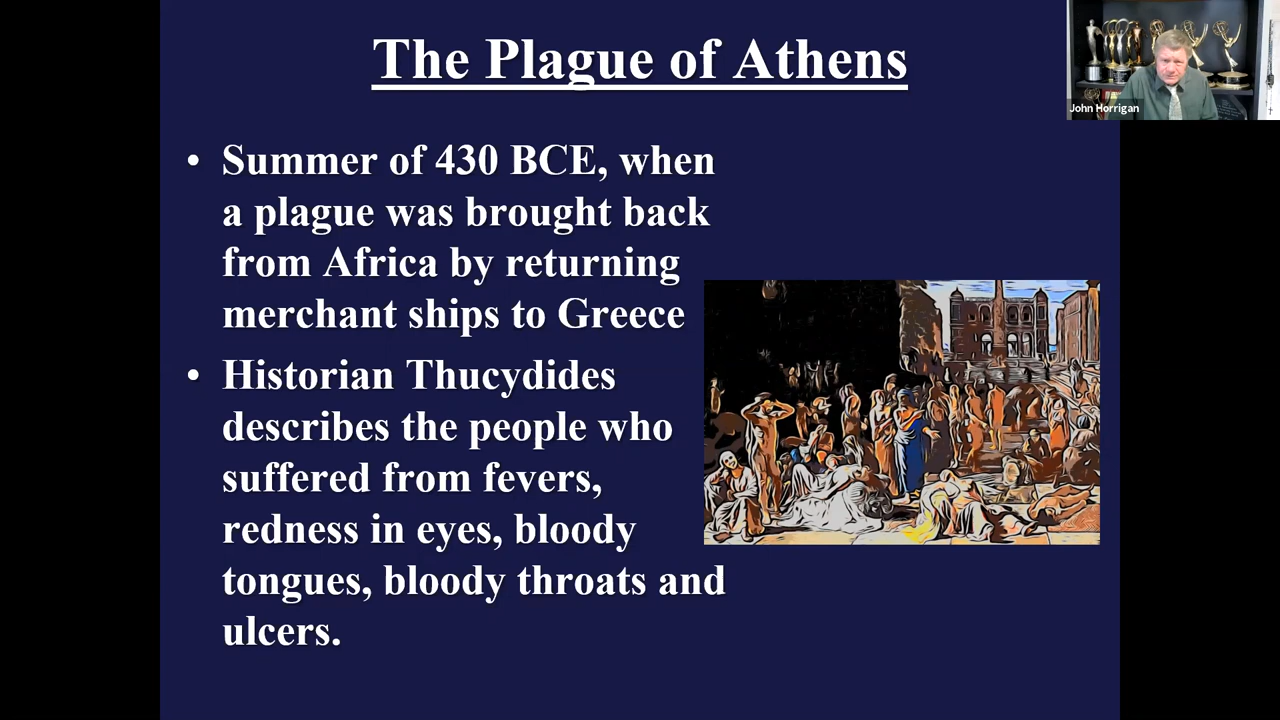 The Plague of Athens
John Horrigan
• Summer of 430 BCE, when
a plague was brought back
from Africa by returning
merchant ships to Greece
• Historian Thucydides
describes the people who
suffered from fevers,
redness in eyes, bloody
tongues, bloody throats and
ulcers.